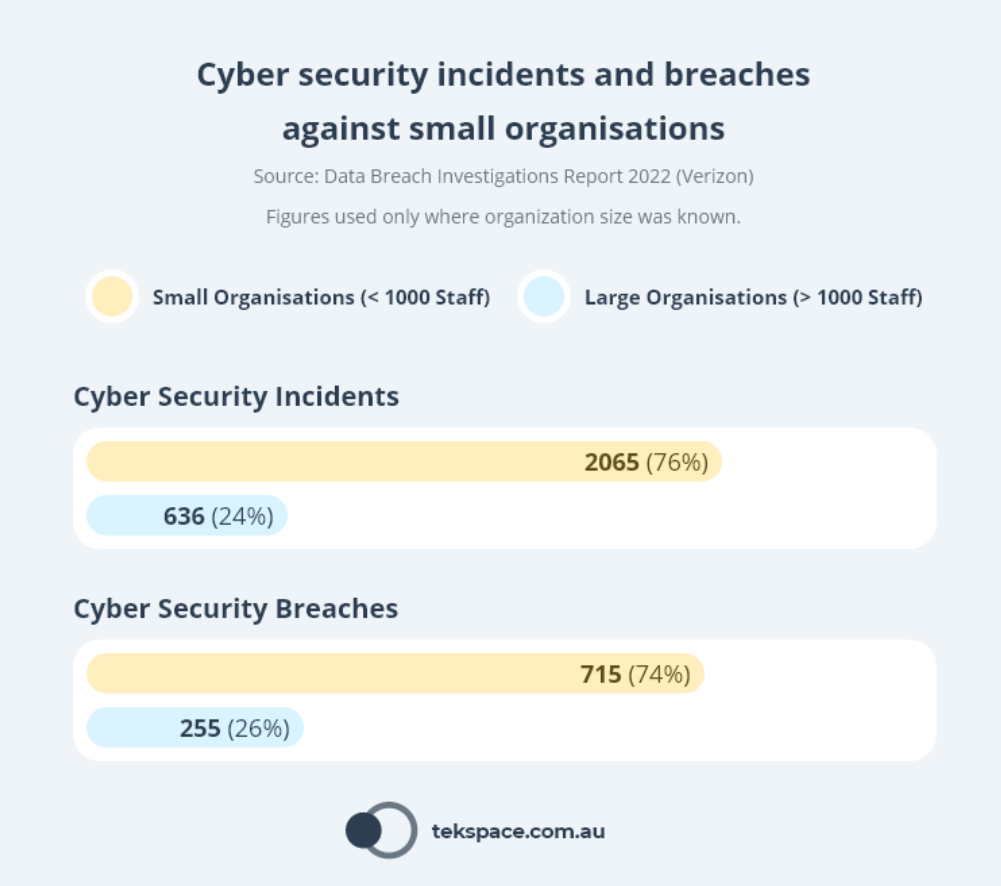 Cyber security incidents and breaches
against small organisations
Source: Data Breach Investigations Report 2022 (Verizon)
Figures used only where organization size was known.
Small Organisations (< 1000 Staff)
Large Organisations (> 1000 Staff)
Cyber Security Incidents
2065 (76%)
636 (24%)
Cyber Security Breaches
715 (74%)
255 (26%)
tekspace.com.au